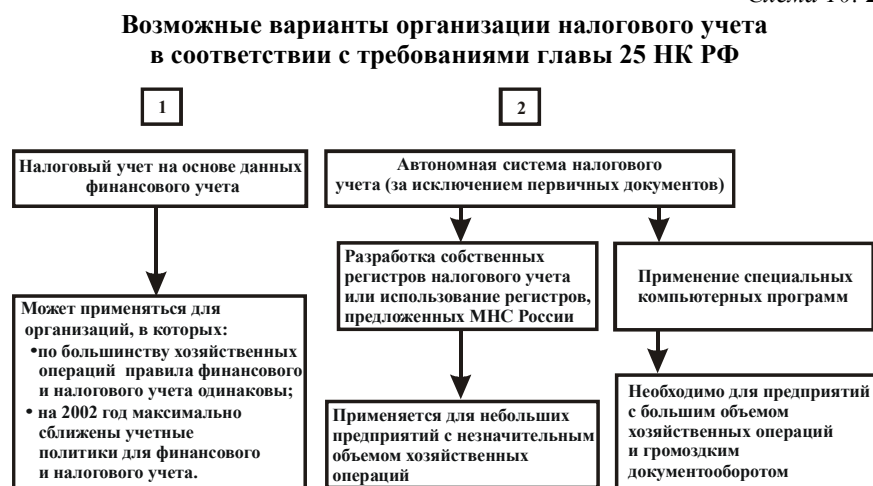 Возможные варианты организации налогового учета
в соответствии с требованиями главы 25 НК РФ
1
2
Налоговый учет на основе данных
финансового учета
Автономная система налогового
учета (за исключением первичных документов)
Разработка собственных
регистров налогового учета
или использование регистров,
предложенных МНС России
Применение специальных
компьютерных программ
Может применяться для
организаций, в которых:
•по большинству хозяйственных
операций правила финансового
и налогового учета одинаковы;
• на 2002 год максимально
сближены учетные
политики для финансового
и налогового учета.
Применяется для небольших
предприятий с незначительным
объемом хозяйственных
операций
Необходимо для предприятий
с большим объемом
хозяйственных операций
и громоздким
документооборотом